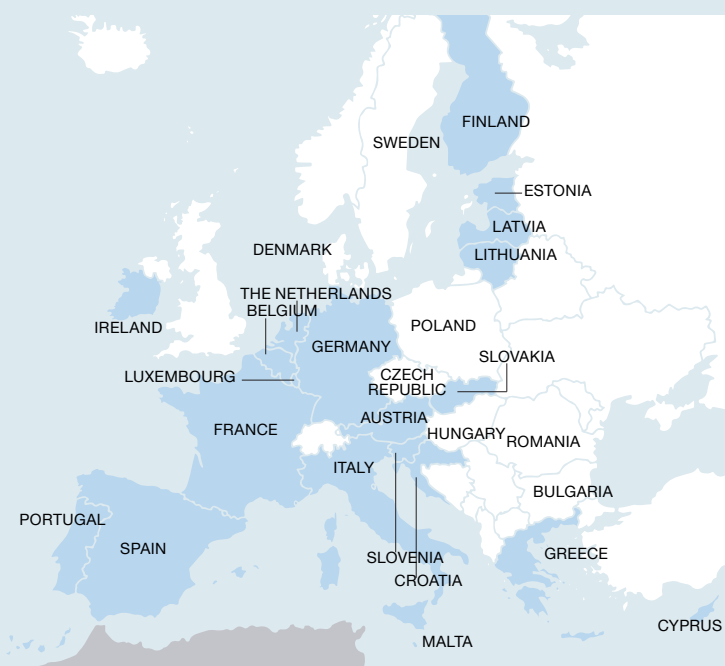 FINLAND
SWEDEN
ESTONIA
LATVIA
DENMARK
LITHUANIA
THE NETHERLANDS
BELGIUM
IRELAND
POLAND
GERMANY
SLOVAKIA
LUXEMBOURG
CZECH
REPUBLIC
AUSTRIA
FRANCE
HUNGARY
ROMANIA
ITALY
BULGARIA
PORTUGAL
SPAIN
GREECE
SLOVENIA
CROATIA
CYPRUS
MALTA